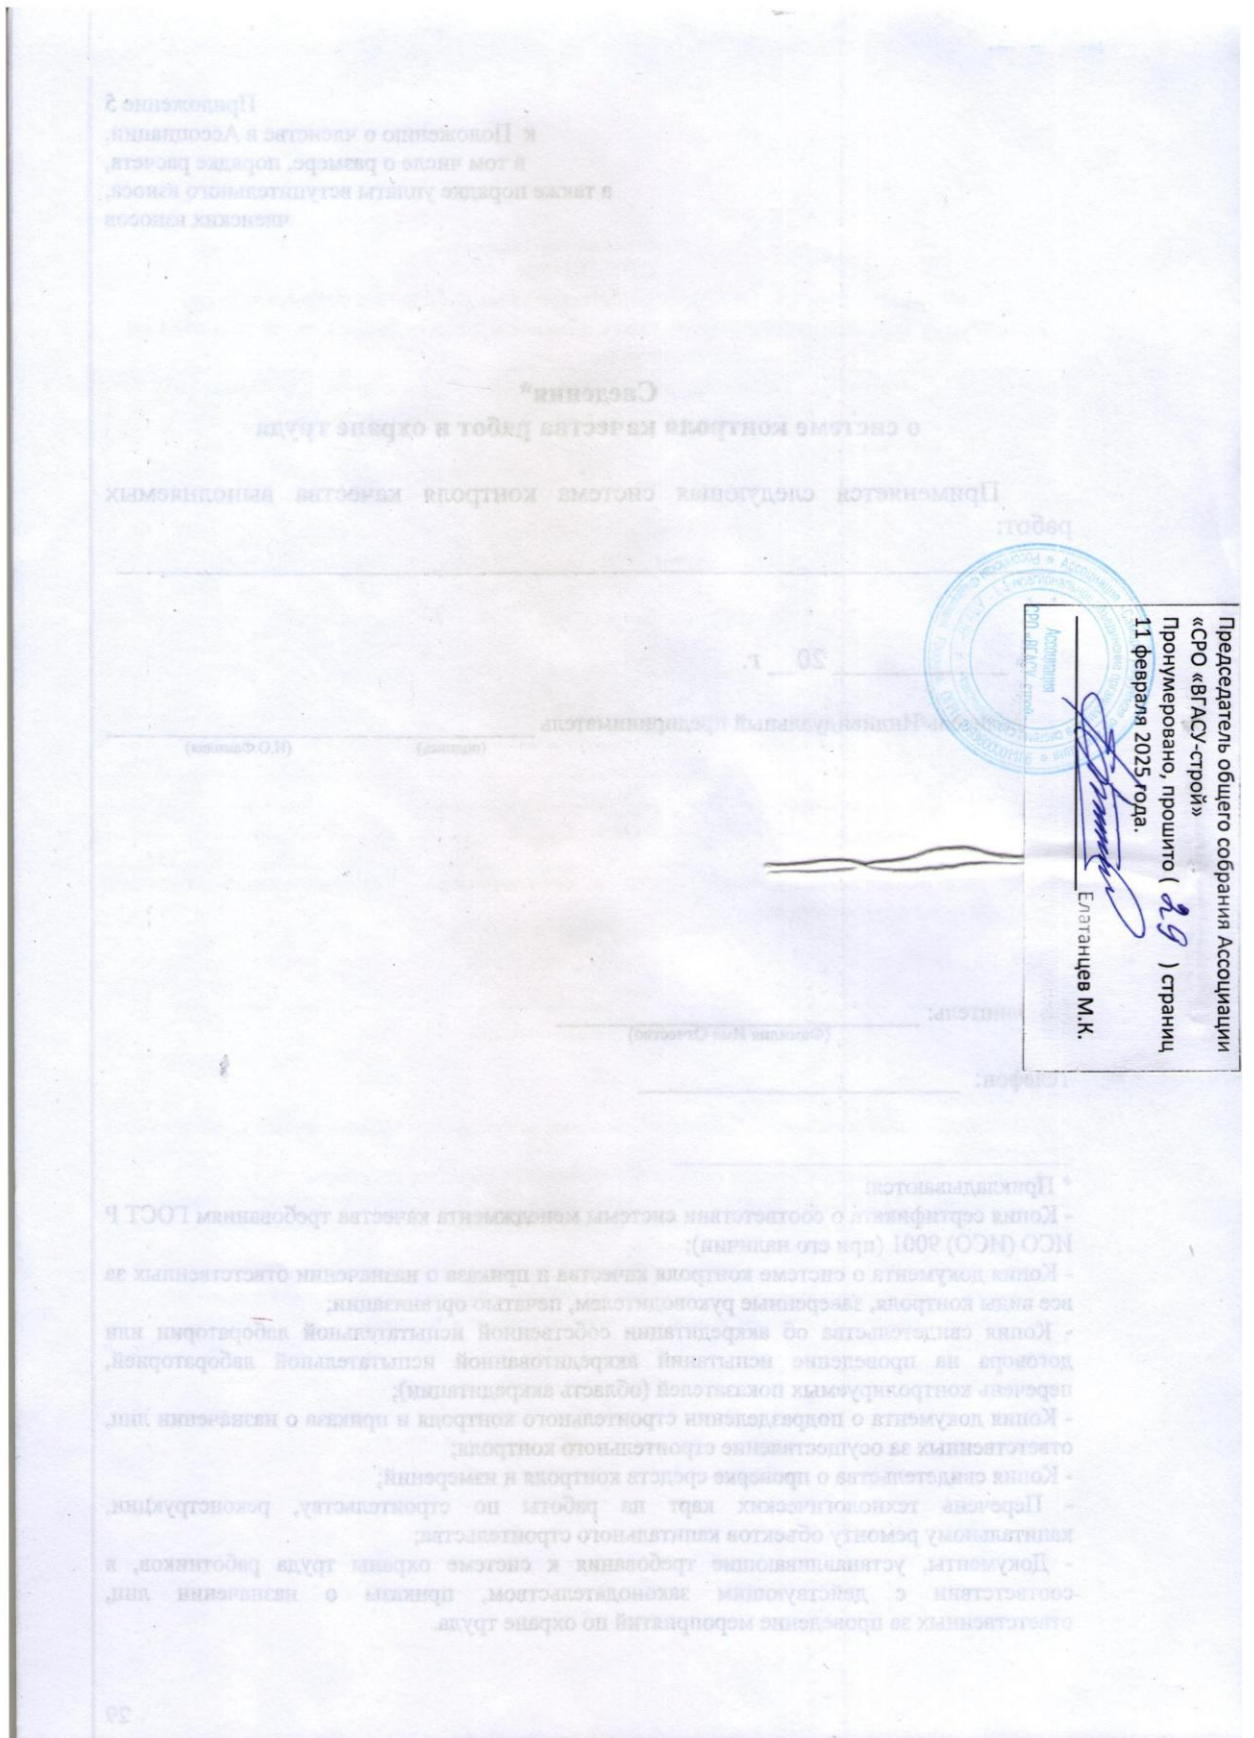 Председатель общего собрания Ассоциации
«СРО «ВГАСУ-строй»
Пронумеровано, прошито ( 29 ) страниц
11 февраля 2025 года.
Елатанцев М.К.
Ассоциация
СРО «ВГАСУ-строй
Приложение 5
к Положению о членстве в Ассоциации,
в том числе о размере, порядке расчета,
а также порядке уплаты вступительного взноса,
членских взносов
Сведения*
о системе контроля качества работ и охране труда
Применяется следующая система контроля качества выполняемых
работ:
20__ г.
Индивидуальный предприниматель
(подпись) (И.О.Фамилия)
(Фамилия Имя Отчество)
Телефон:
* Прикладываются:
- Копия сертификата о соответствии системы менеджмента качества требованиям ГОСТ Р
ИСО (ИСО) 9001 (при его наличии);
- Копия документа о системе контроля качества и приказа о назначении ответственных за
все виды контроля, заверенные руководителем, печатью организации;
- Копия свидетельства об аккредитации собственной испытательной лаборатории или
договора на проведение испытаний аккредитованной испытательной лабораторией,
перечень контролируемых показателей (область аккредитации);
- Копия документа о подразделении строительного контроля и приказа о назначении лиц,
ответственных за осуществление строительного контроля;
- Копия свидетельства о проверке средств контроля и измерений;
- Перечень технологических карт на работы по строительству, реконструкции,
капитальному ремонту объектов капитального строительства;
- Документы, устанавливающие требования к системе охраны труда работников, в
соответствии с действующим законодательством, приказы о назначении лиц,
ответственных за проведение мероприятий по охране труда.
29